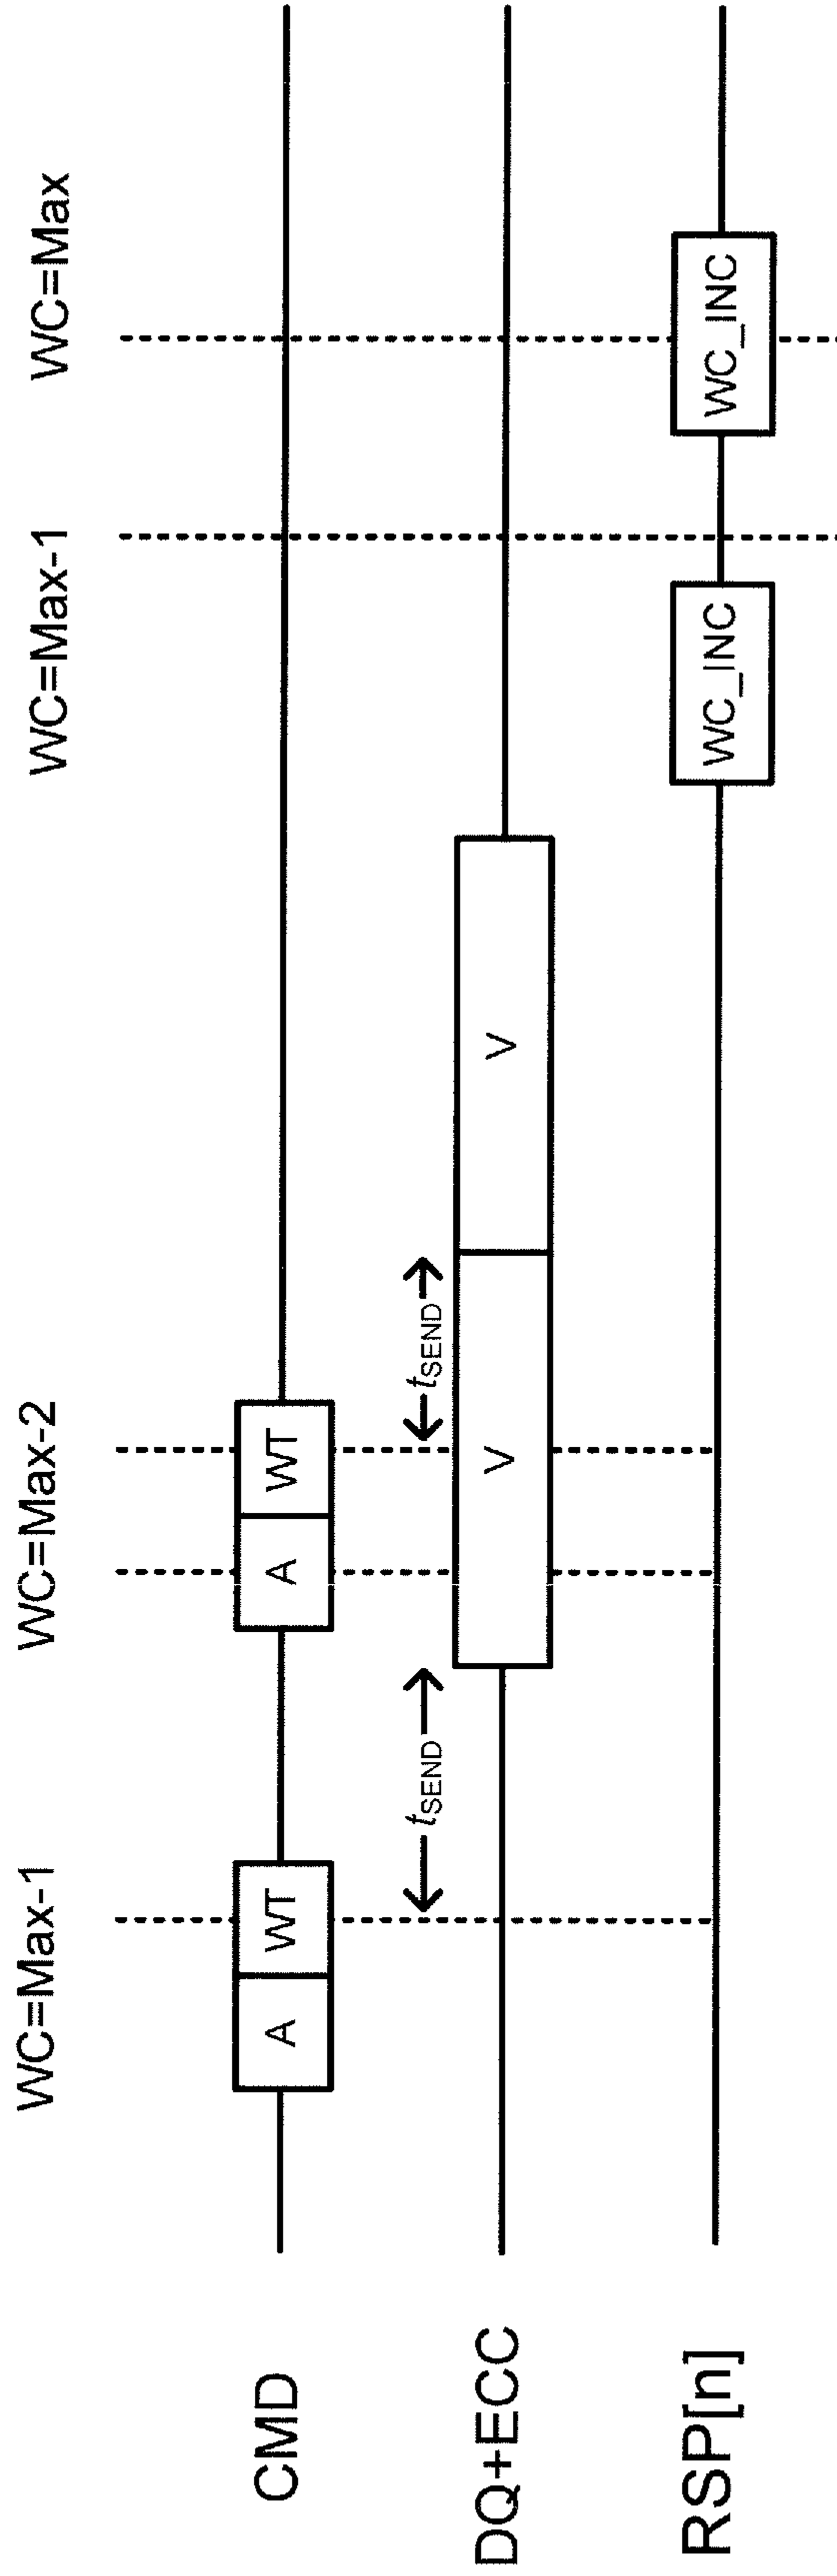 WC=Max-1
WC=Max-2
WC=Max-1
WC=Max
CMD
A
WT
A
WT
tSEND
tSEND
DQ+ECC
V
V
RSP[n]
WC_INC
WC_INC